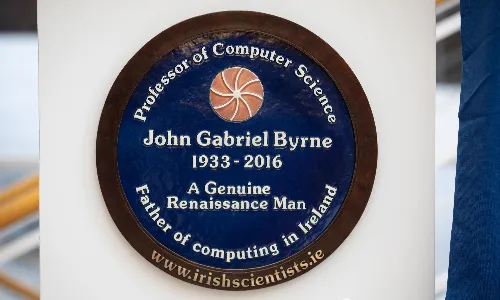 Professor of Computer Science
John Gabriel Byrne
1933 - 2016
A Genuine
Renaissance Man
Father of computing in Ireland
www.irishscientists.ie